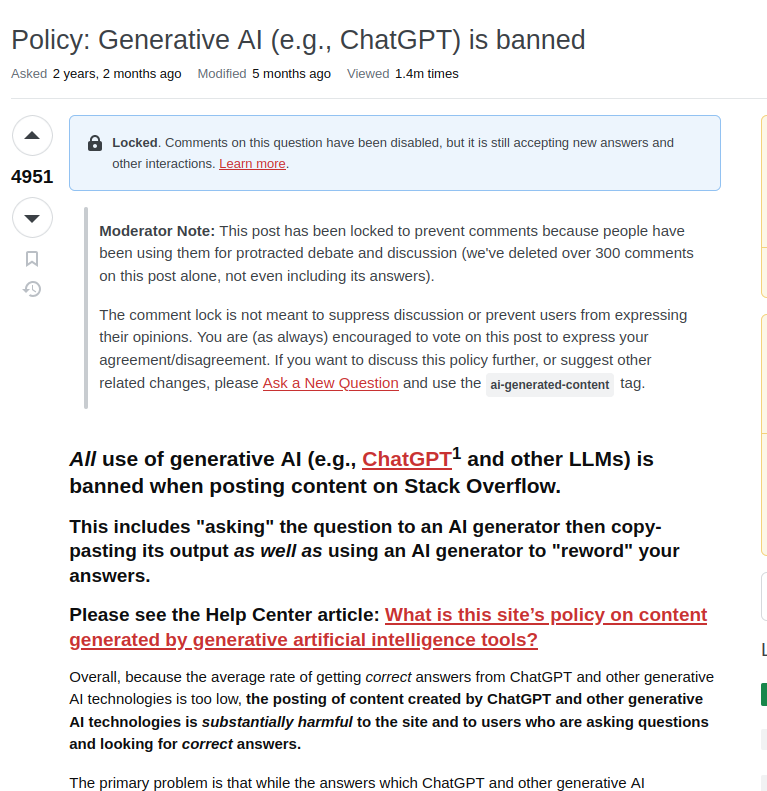 Policy: Generative AI (e.g., ChatGPT) is banned
Asked 2 years, 2 months ago Modified 5 months ago Viewed 1.4m times
4951
Locked. Comments on this question have been disabled, but it is still accepting new answers and
other interactions. Learn more.
Moderator Note: This post has been locked to prevent comments because people have
been using them for protracted debate and discussion (we've deleted over 300 comments
on this post alone, not even including its answers).
The comment lock is not meant to suppress discussion or prevent users from expressing
their opinions. You are (as always) encouraged to vote on this post to express your
agreement/disagreement. If you want to discuss this policy further, or suggest other
related changes, please Ask a New Question and use the ai-generated-content tag.
All use of generative AI (e.g., ChatGPT1 and other LLMs) is
banned when posting content on Stack Overflow.
This includes "asking" the question to an AI generator then copy-
pasting its output as well as using an AI generator to "reword" your
answers.
Please see the Help Center article: What is this site’s policy on content
generated by generative artificial intelligence tools?
Overall, because the average rate of getting correct answers from ChatGPT and other generative
AI technologies is too low, the posting of content created by ChatGPT and other generative
AI technologies is substantially harmful to the site and to users who are asking questions
and looking for correct answers.
The primary problem is that while the answers which ChatGPT and other generative AI